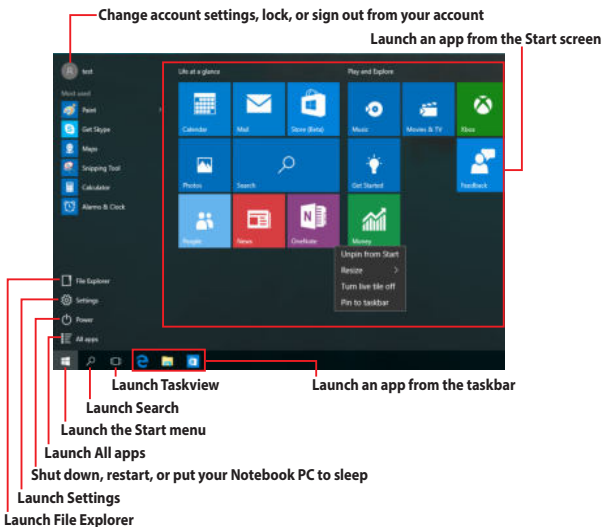 Change account settings, lock, or sign out from your account
Launch an app from the Start screen
test
Most used
Paint
Get Skype
Maps
Snipping Tool
Calculator
Alarms & Clock
File Explorer
Settings
Power
All apps
Life at a glance
Calendar
Mail
Store (Beta)
Photos
Search
People
News
OneNote
Play and Explore
Music
Movies & TV
Xbox
Get Started
Feedback
Money
Unpin from Start
Resize
Turn live tile off
Pin to taskbar
Launch Taskview
Launch an app from the taskbar
Launch Search
Launch the Start menu
Launch All apps
Shut down, restart, or put your Notebook PC to sleep
Launch Settings
Launch File Explorer